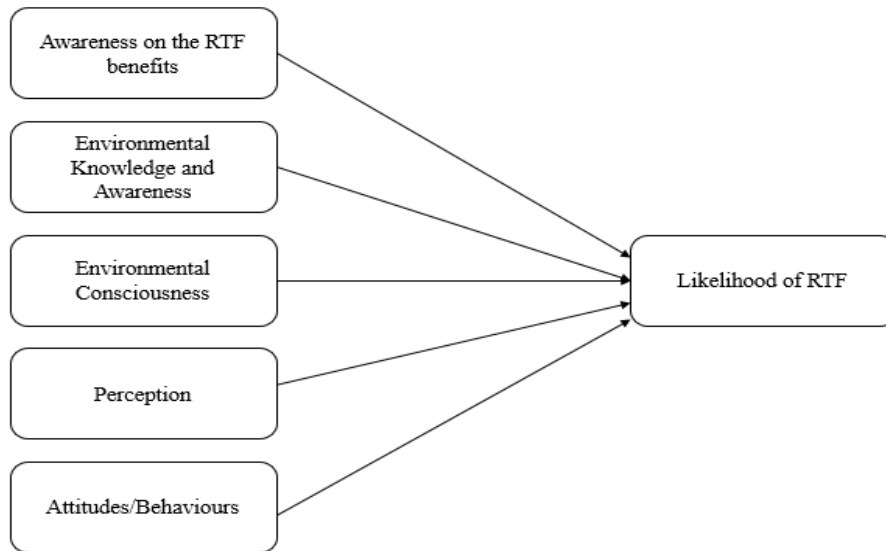 Awareness on the RTF
benefits
Environmental
Knowledge and
Awareness
Environmental
Consciousness
Perception
Attitudes/Behaviours
Likelihood of RTF